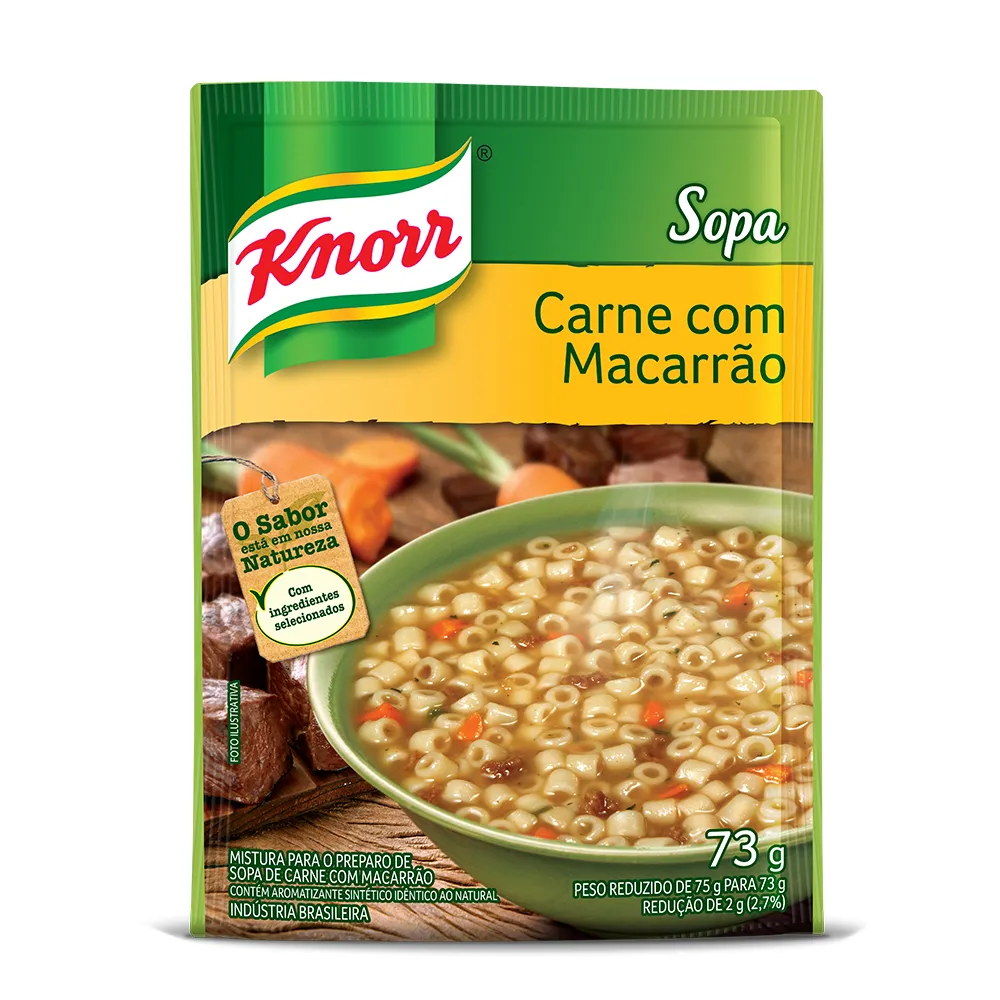 Knorr®
Sopa
Carne com
Macarrão
O Sabor
está em nossa
Natureza
Com
ingredientes
selecionados
FOTO ILUSTRATIVA
73 g
MISTURA PARA O PREPARO DE
SOPA DE CARNE COM MACARRÃO
CONTÉM AROMATIZANTE SINTÉTICO IDÊNTICO AO NATURAL
INDÚSTRIA BRASILEIRA
PESO REDUZIDO DE 75 g PARA 73 g
REDUÇÃO DE 2 g (2,7%)